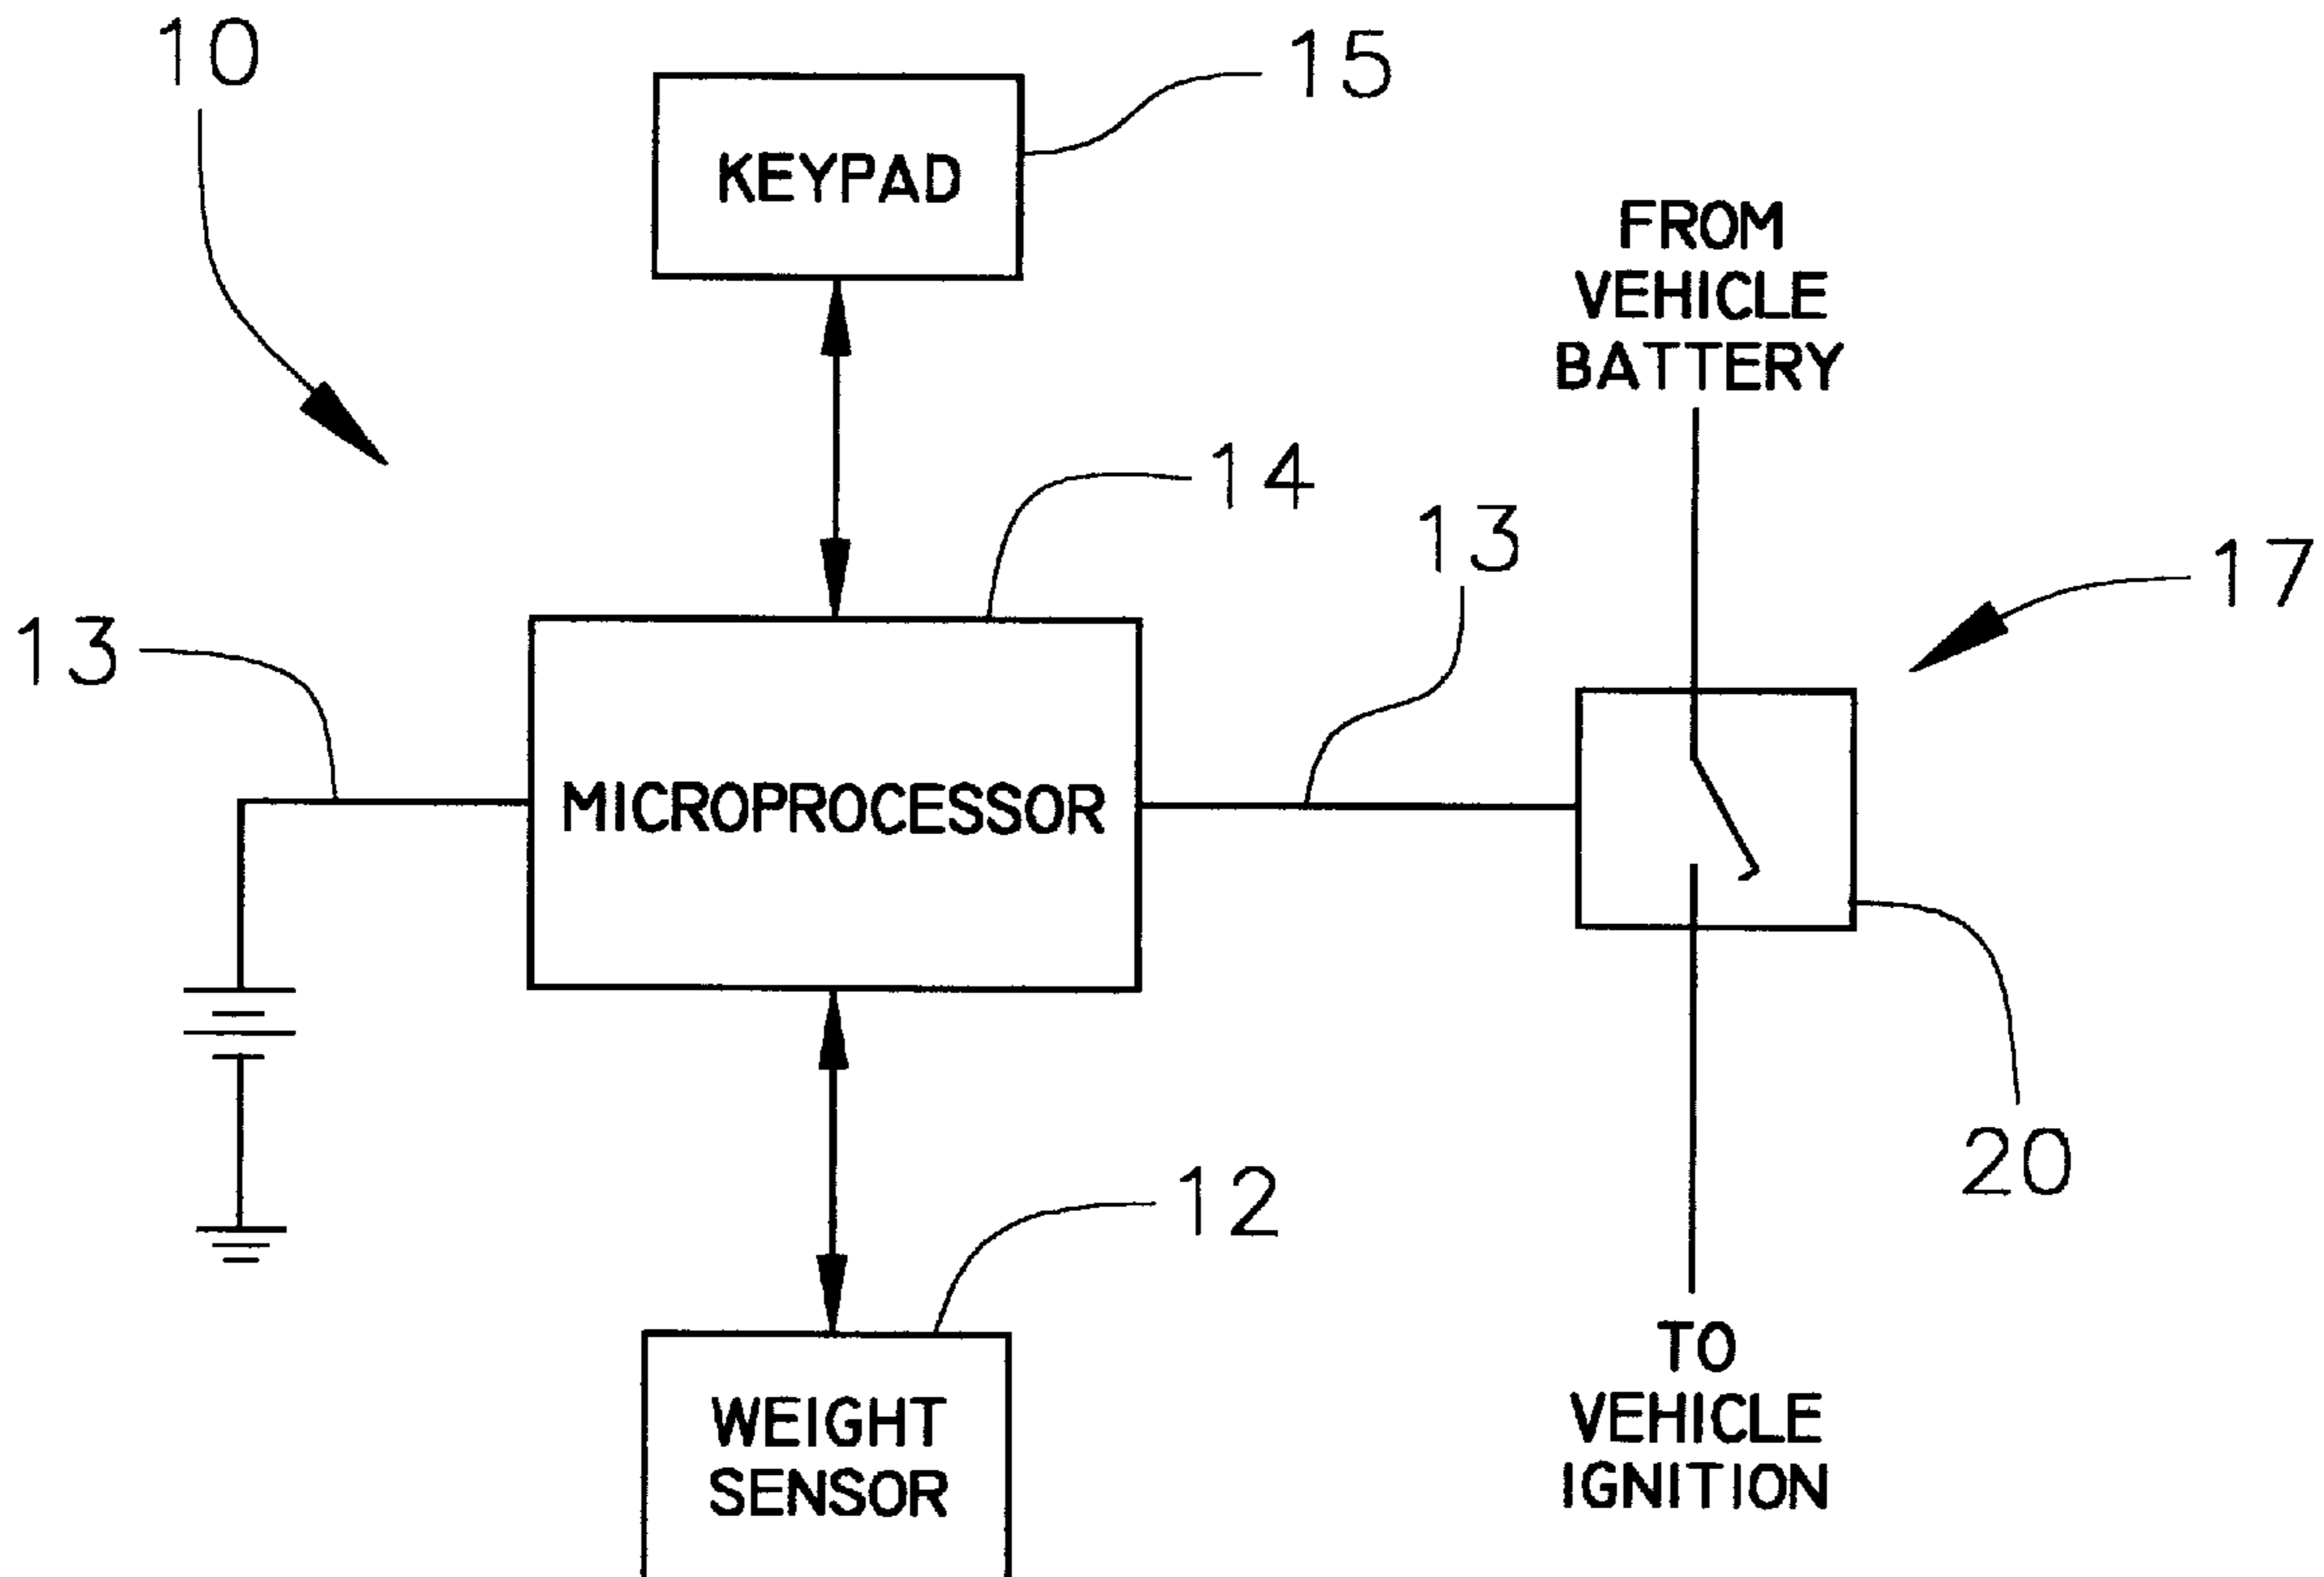 10
15
KEYPAD
FROM
VEHICLE
BATTERY
14
13
17
13
MICROPROCESSOR
20
12
TO
VEHICLE
IGNITION
WEIGHT
SENSOR